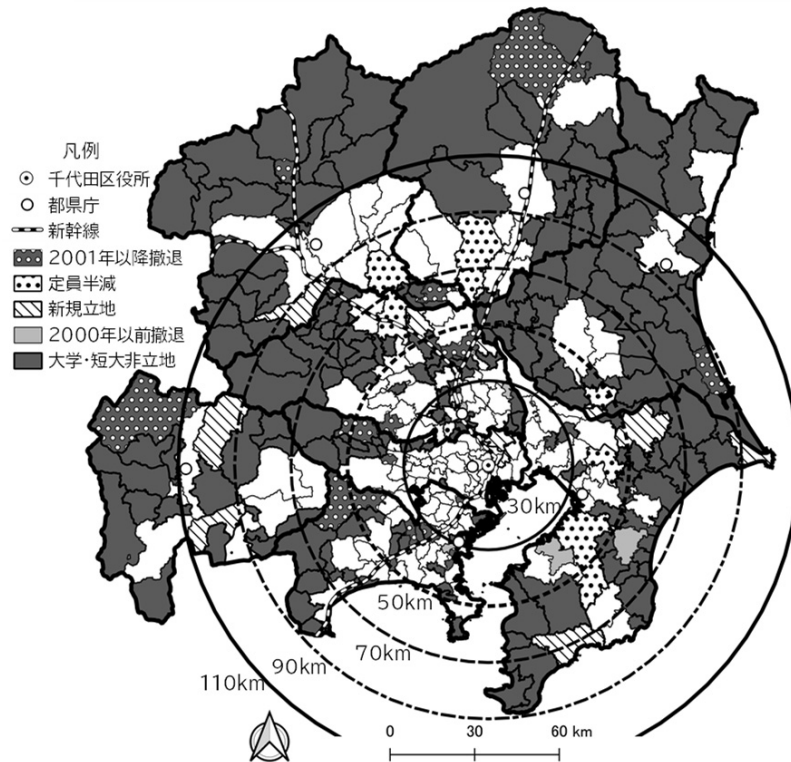 凡例
千代田区役所
都県庁
新幹線
2001年以降撤退
定員半減
新規立地
2000年以前撤退
大学・短大非立地
30km
50km
70km
90km
110km
0 30 60 km